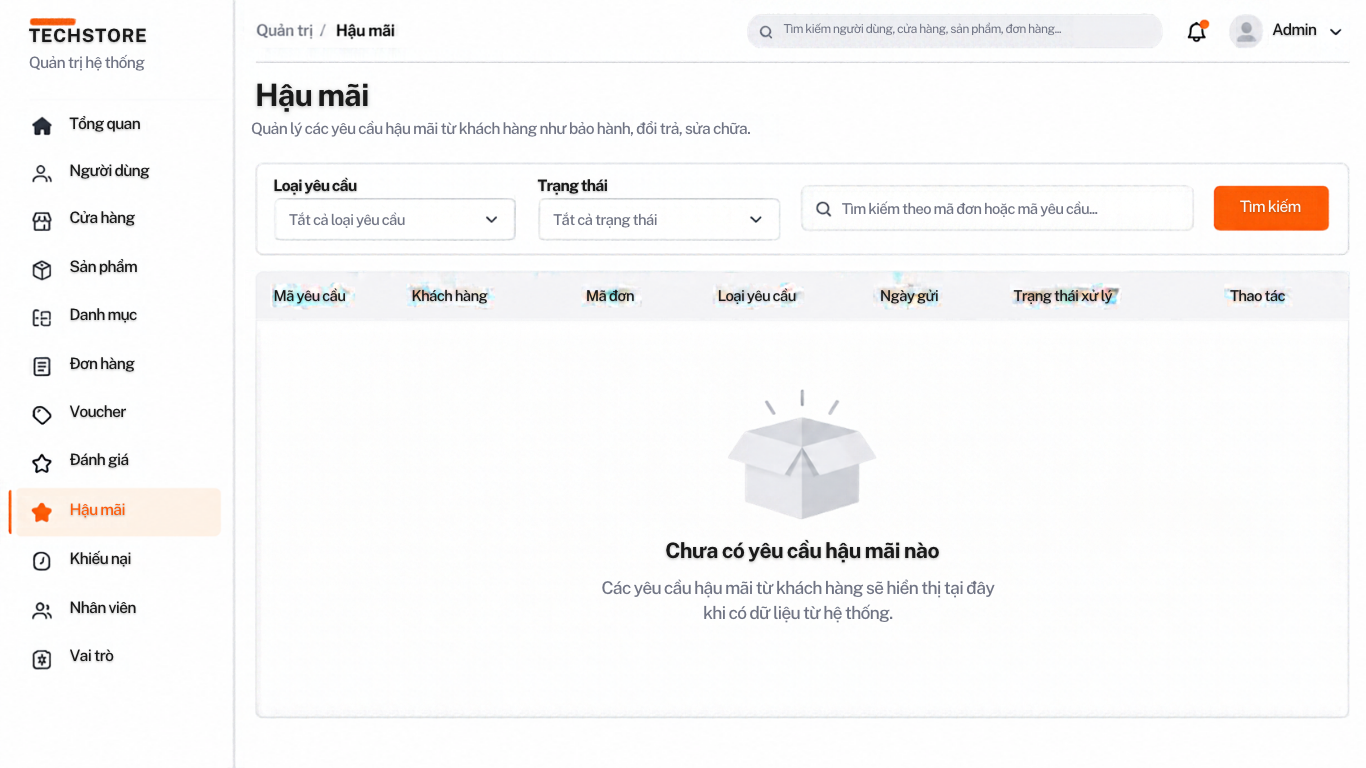 TECHSTORE
Quản trị hệ thống
Tổng quan
Người dùng
Cửa hàng
Sản phẩm
Danh mục
Đơn hàng
Voucher
Đánh giá
Hậu mãi
Khiếu nại
Nhân viên
Vai trò
Quản trị / Hậu mãi
Tìm kiếm người dùng, cửa hàng, sản phẩm, đơn hàng...
Admin
Hậu mãi
Quản lý các yêu cầu hậu mãi từ khách hàng như bảo hành, đổi trả, sửa chữa.
Loại yêu cầu
Tất cả loại yêu cầu
Trạng thái
Tất cả trạng thái
Tìm kiếm theo mã đơn hoặc mã yêu cầu...
Tìm kiếm
Mã yêu cầu Khách hàng Mã đơn Loại yêu cầu Ngày gửi Trạng thái xử lý Thao tác
Chưa có yêu cầu hậu mãi nào
Các yêu cầu hậu mãi từ khách hàng sẽ hiển thị tại đây
khi có dữ liệu từ hệ thống.